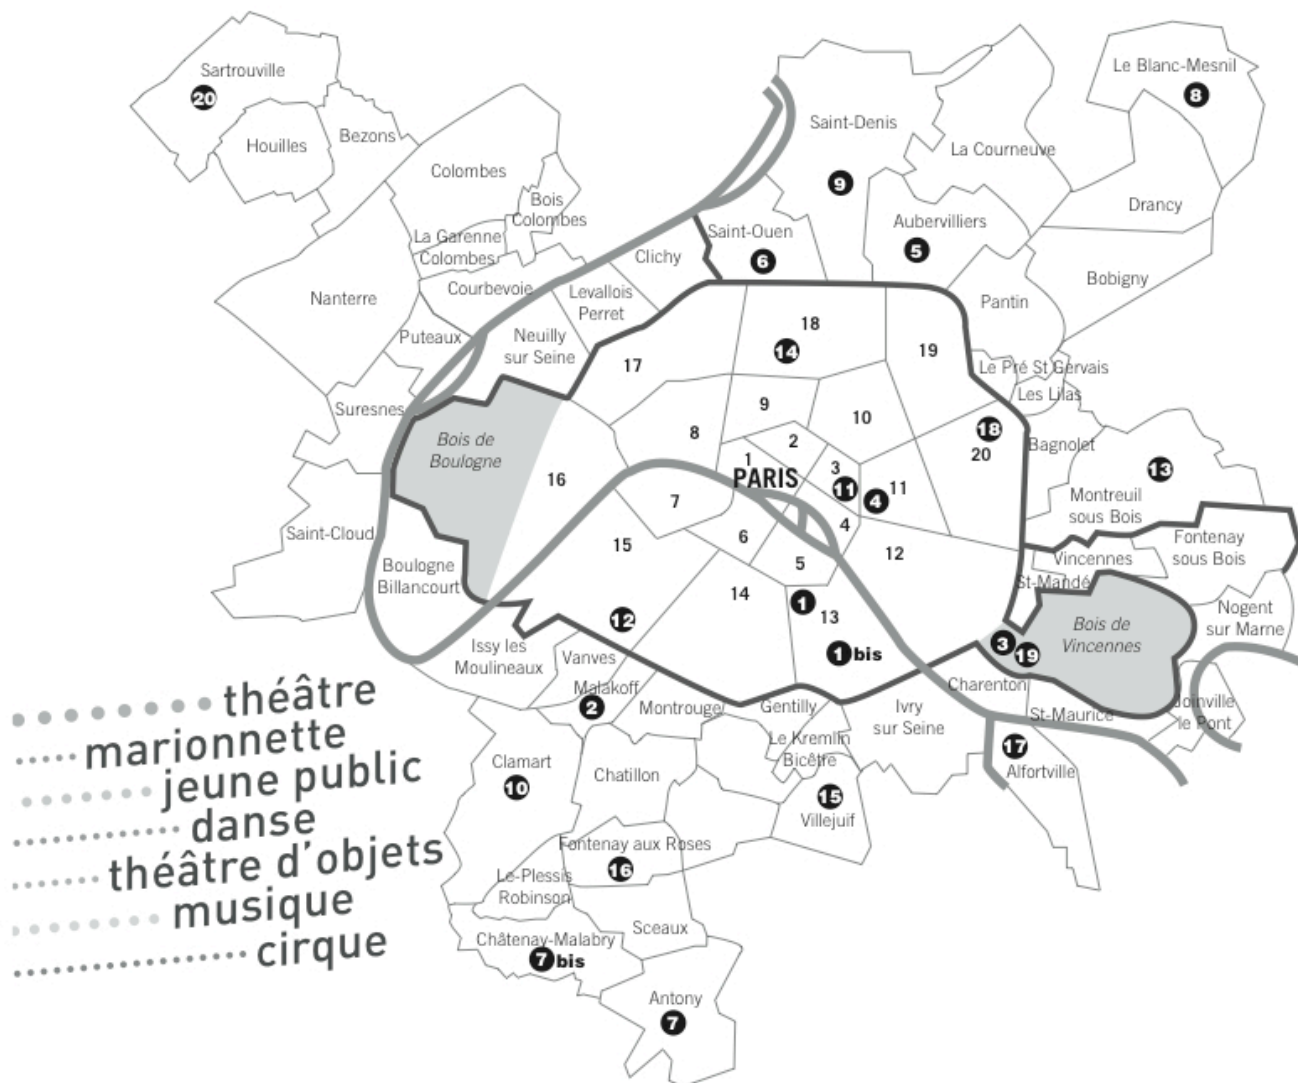 Sartrouville
20
Houilles
Bezons
Colombes
Bois
Colombes
La Garenne
Colombes
Courbevoie
Nanterre
Puteaux
Suresnes
Neuilly
sur Seine
Levallois
Perret
Clichy
Saint-Ouen
6
Saint-Denis
9
La Courneuve
Aubervilliers
5
Le Blanc-Mesnil
8
Drancy
Bobigny
Pantin
Le Pré St Gervais
Les Lilas
Bagnolet
13
Montreuil
sous Bois
Fontenay
sous Bois
Vincennes
St-Mandé
Nogent
sur Marne
Bois de
Vincennes
3
19
Joinville
le Pont
St-Maurice
Charenton
17
Alfortville
Bois de
Boulogne
Saint-Cloud
Boulogne
Billancourt
17
18
14
19
9
10
8
2
1
3
PARIS
11
4
11
18
20
16
7
6
4
5
12
15
14
12
1
13
1 bis
Issy les
Moulineaux
Vanves
Malakoff
2
Montrouge
Gentilly
Le Kremlin
Bicêtre
Ivry
sur Seine
15
Villejuif
Clamart
10
Chatillon
Fontenay aux Roses
16
Le-Plessis
Robinson
Sceaux
Châtenay-Malabry
7 bis
Antony
7
théâtre
marionnette
jeune public
danse
théâtre d'objets
musique
cirque